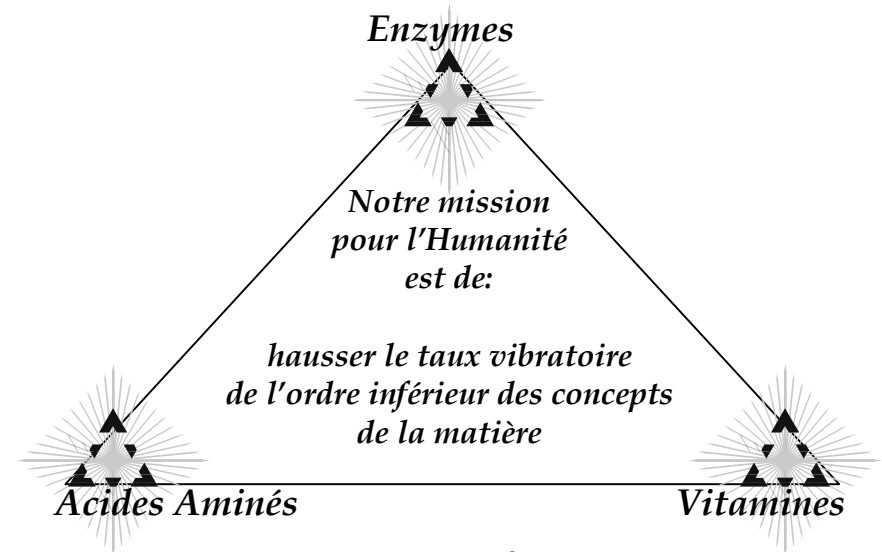 Enzymes
Notre mission
pour l'Humanité
est de:
hausser le taux vibratoire
de l'ordre inférieur des concepts
de la matière
Acides Aminés
Vitamines